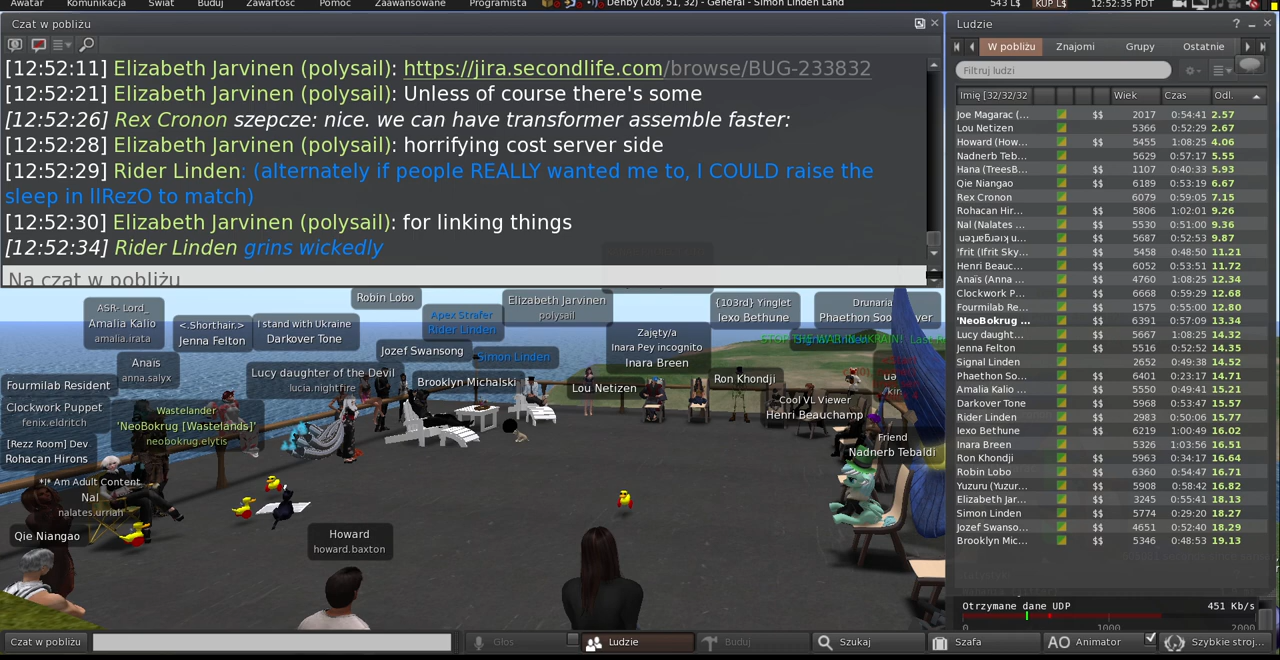 Awatar Komunikacja Świat Buduj Zawartość Pomoc Zaawansowane Programista Denby (208, 51, 32) - General - Simon Linden Land 543 L$ KUP L$ 12:52:35 PDT
Czat w pobliżu
[12:52:11] Elizabeth Jarvinen (polysail): https://jira.secondlife.com/browse/BUG-233832
[12:52:21] Elizabeth Jarvinen (polysail): Unless of course there's some
[12:52:26] Rex Cronon szepcze: nice. we can have transformer assemble faster:
[12:52:28] Elizabeth Jarvinen (polysail): horrifying cost server side
[12:52:29] Rider Linden: (alternately if people REALLY wanted me to, I COULD raise the
sleep in llRezO to match)
[12:52:30] Elizabeth Jarvinen (polysail): for linking things
[12:52:34] Rider Linden grins wickedly
Na czat w pobliżu
ASR- Lord_
Amalia Kalio
amalia.irata
<.Shorthair.>
Jenna Felton
I stand with Ukraine
Darkover Tone
Robin Lobo
Apex Strafer
Rider Linden
Elizabeth Jarvinen
polysail
Zajęty/a
Inara Pey incognito
Inara Breen
{103rd} Yinglet
Iexo Bethune
Drunaria
Jozef Swansong
Simon Linden
Anaïs
anna.salyx
Lucy daughter of the Devil
lucia.nightfire
Brooklyn Michalski
Lou Netizen
Ron Khondji
Fourmilab Resident
Clockwork Puppet
fenix.eldritch
Wastelander
'NeoBokrug [Wastelands]'
neobokrug.elytis
[Rezz Room] Dev
Rohacan Hirons
Cool VL Viewer
Henri Beauchamp
Friend
Nadnerb Tebaldi
*I* Am Adult Content
Nal
nalates.urriah
Qie Niangao
Howard
howard.baxton
Ludzie
W pobliżu Znajomi Grupy Ostatnie
Filtruj ludzi
Imię [32/32/32 Wiek Czas Odl.
Joe Magarac (... $$ 2017 0:54:41 2.57
Lou Netizen 5366 0:52:29 2.67
Howard (How... $$ 5455 1:08:25 4.06
Nadnerb Teb... 5629 0:57:17 5.55
Hana (TreesB... $$ 1107 0:40:33 5.93
Qie Niangao $$ 6189 0:53:19 6.67
Rex Cronon 6079 0:59:05 7.15
Rohacan Hir... $$ 5806 1:02:01 9.26
Nal (Nalates ... $$ 5530 0:51:00 9.36
$$ 5687 0:52:53 9.87
'frit (Ifrit Sky... $$ 5458 0:48:50 11.21
Henri Beauc... $$ 6052 0:53:51 11.72
Anaïs (Anna ... $$ 4760 1:08:25 12.34
Clockwork P... $$ 6668 0:59:29 12.68
Fourmilab Re... $$ 1575 0:55:00 12.80
'NeoBokrug ... $$ 6391 0:57:09 13.34
Lucy daught... $$ 5667 1:08:25 14.32
Jenna Felton $$ 5516 0:52:52 14.35
Signal Linden 2652 0:49:38 14.52
Phaethon So... $$ 6401 0:23:17 14.71
Amalia Kalio ... $$ 5550 0:49:41 15.21
Darkover Tone $$ 5968 0:53:47 15.57
Rider Linden 2983 0:50:06 15.77
Iexo Bethune $$ 6219 1:00:49 16.02
Inara Breen 5326 1:03:56 16.51
Ron Khondji $$ 5963 0:34:17 16.64
Robin Lobo $$ 6360 0:54:47 16.71
Yuzuru (Yuzur... $$ 5908 0:58:42 16.82
Elizabeth Jar... $$ 3245 0:55:41 18.13
Simon Linden $$ 5774 0:29:20 18.27
Jozef Swanso... $$ 4651 0:52:40 18.29
Brooklyn Mic... $$ 5346 0:48:53 19.13
Otrzymane dane UDP 451 Kb/s
0 1000 2000
Czat w pobliżu Głos Ludzie Buduj Szukaj Szafa AO Animator Szybkie stroj...